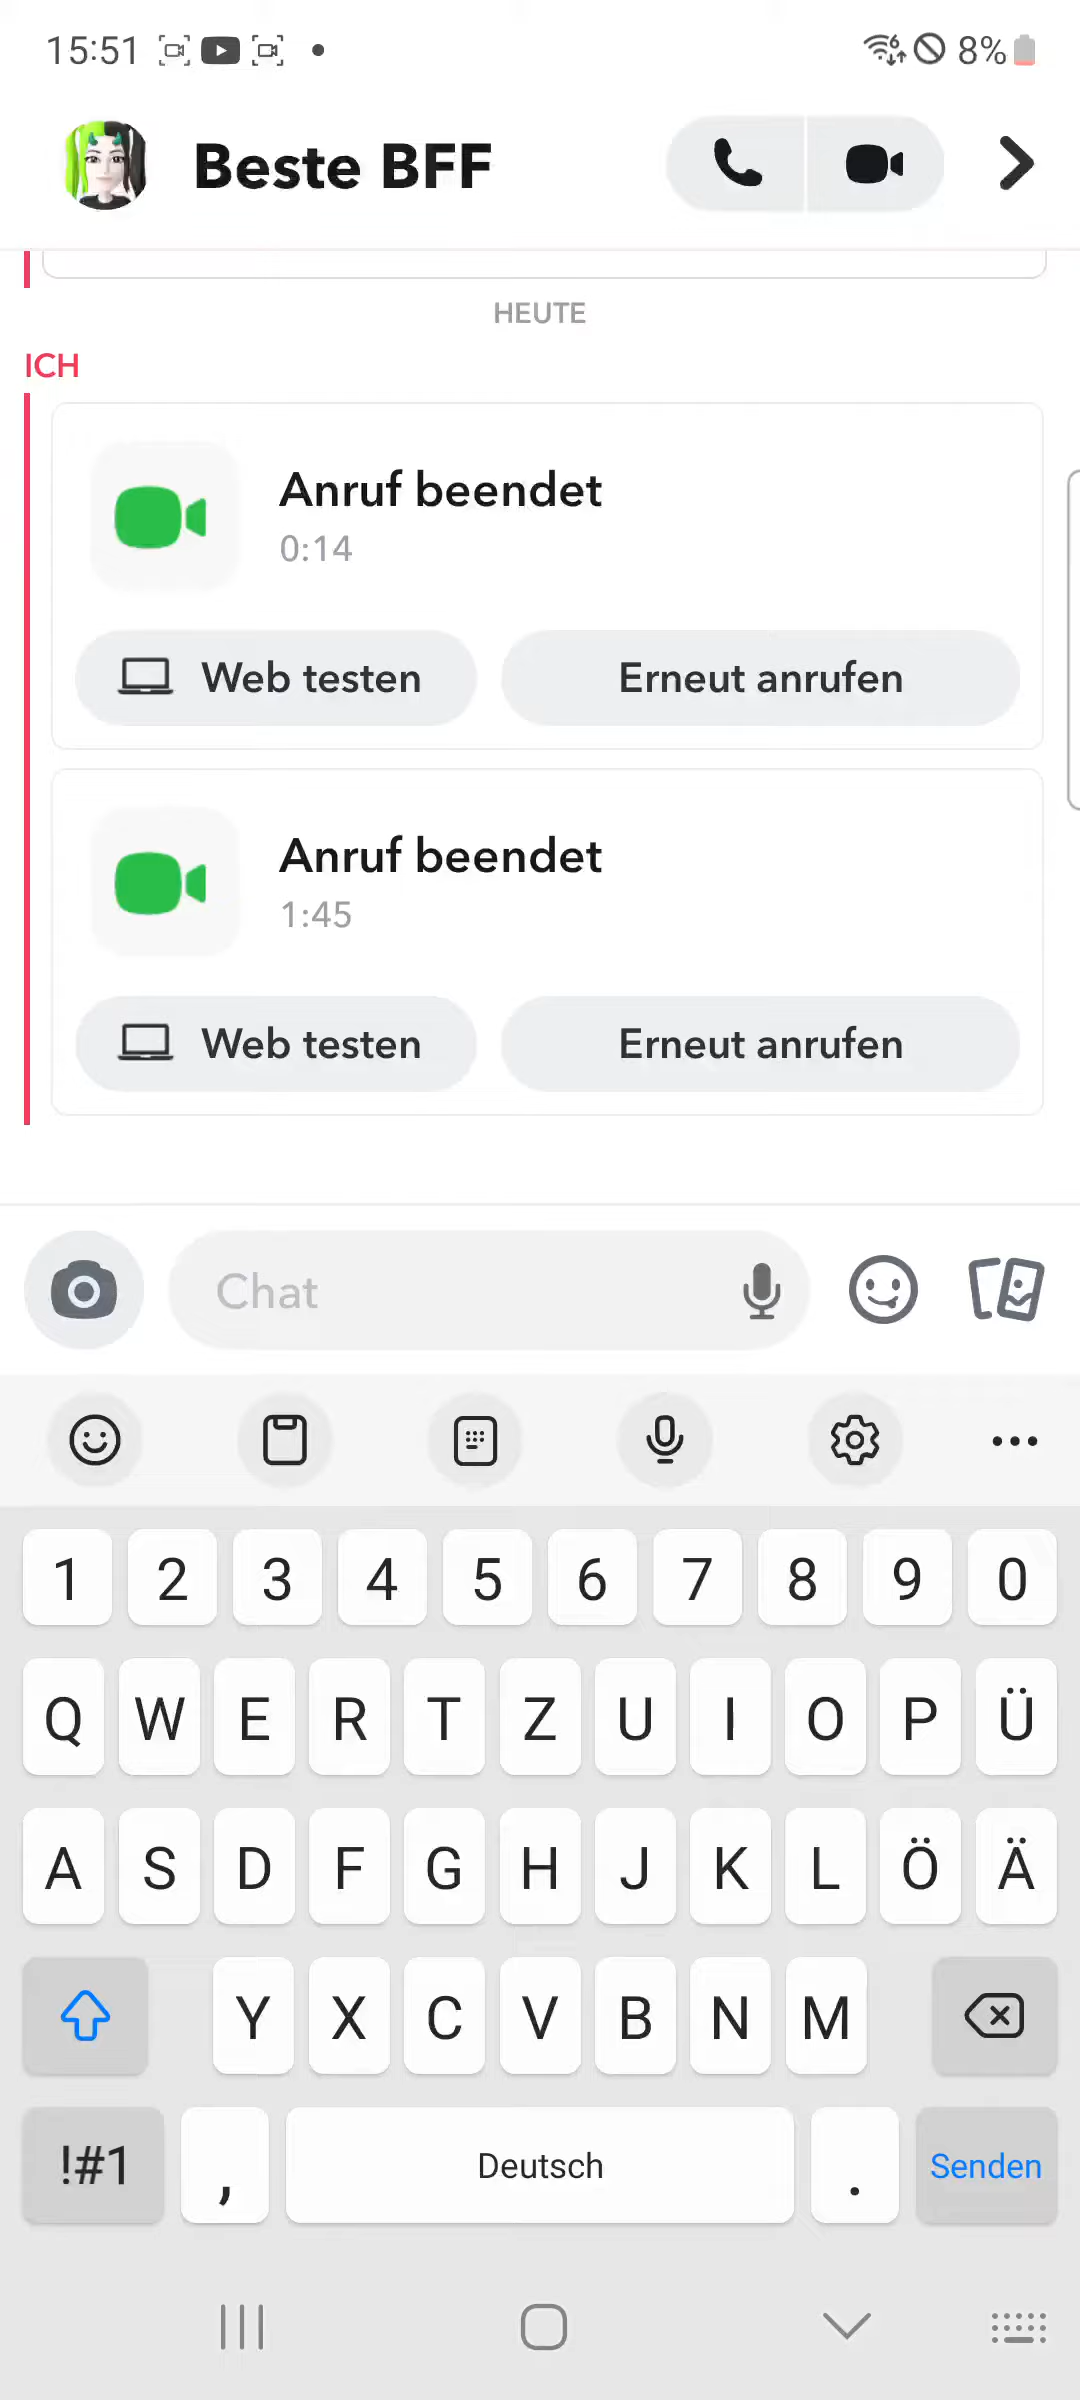 15:51
8%
Beste BFF
HEUTE
ICH
Anruf beendet
0:14
Web testen
Erneut anrufen
Anruf beendet
1:45
Web testen
Erneut anrufen
Chat
1 2 3 4 5 6 7 8 9 0
Q W E R T Z U I O P Ü
A S D F G H J K L Ö Ä
Y X C V B N M
!#1 , Deutsch . Senden